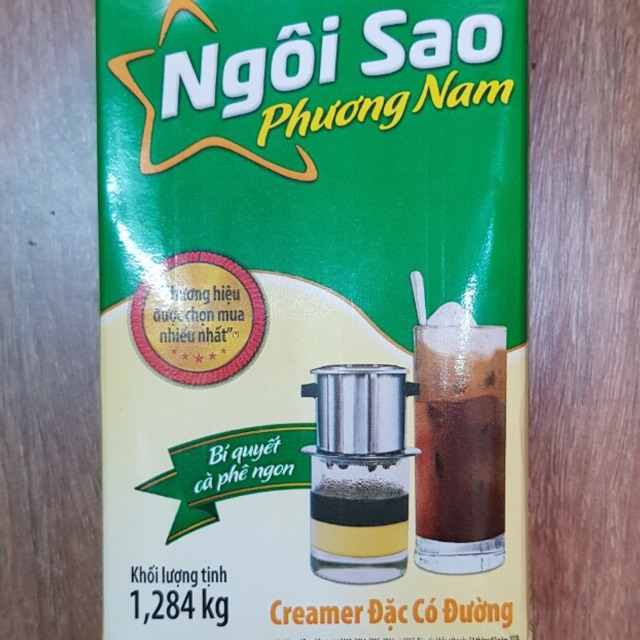 Ngôi Sao
Phương Nam
Thương hiệu
được chọn mua
nhiều nhất"(*)
Bí quyết
cà phê ngon
Khối lượng tịnh
1,284 kg
Creamer Đặc Có Đường